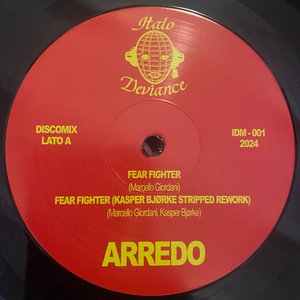 Italo
Deviance
DISCOMIX
LATO A
IDM - 001
2024
FEAR FIGHTER
(Marcello Giordani)
FEAR FIGHTER (KASPER BJØRKE STRIPPED REWORK)
(Marcello Giordani, Kasper Bjørke)
ARREDO